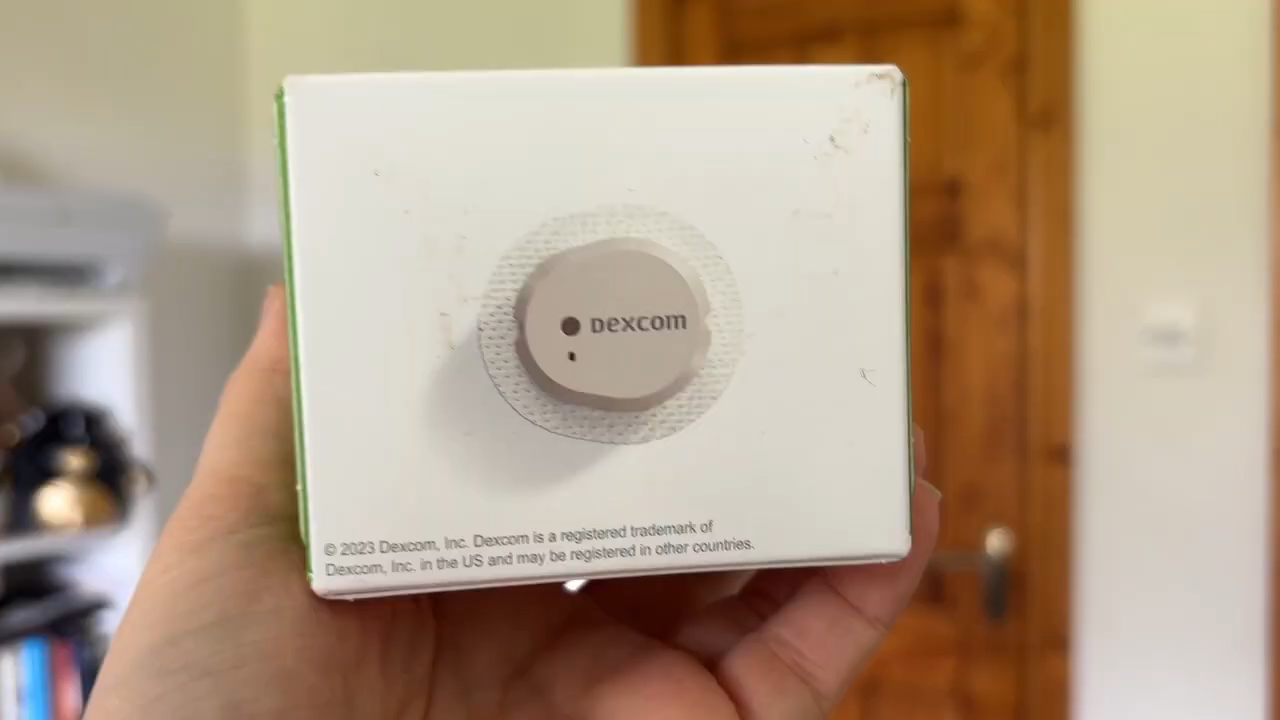 Dexcom
© 2023 Dexcom, Inc. Dexcom is a registered trademark of
Dexcom, Inc. in the US and may be registered in other countries.